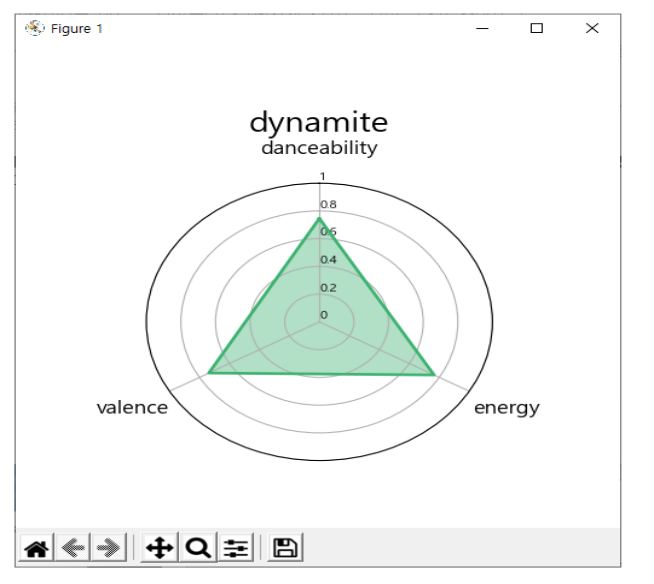 Figure 1
dynamite
danceability
1
0.8
0.6
0.4
0.2
0
valence
energy